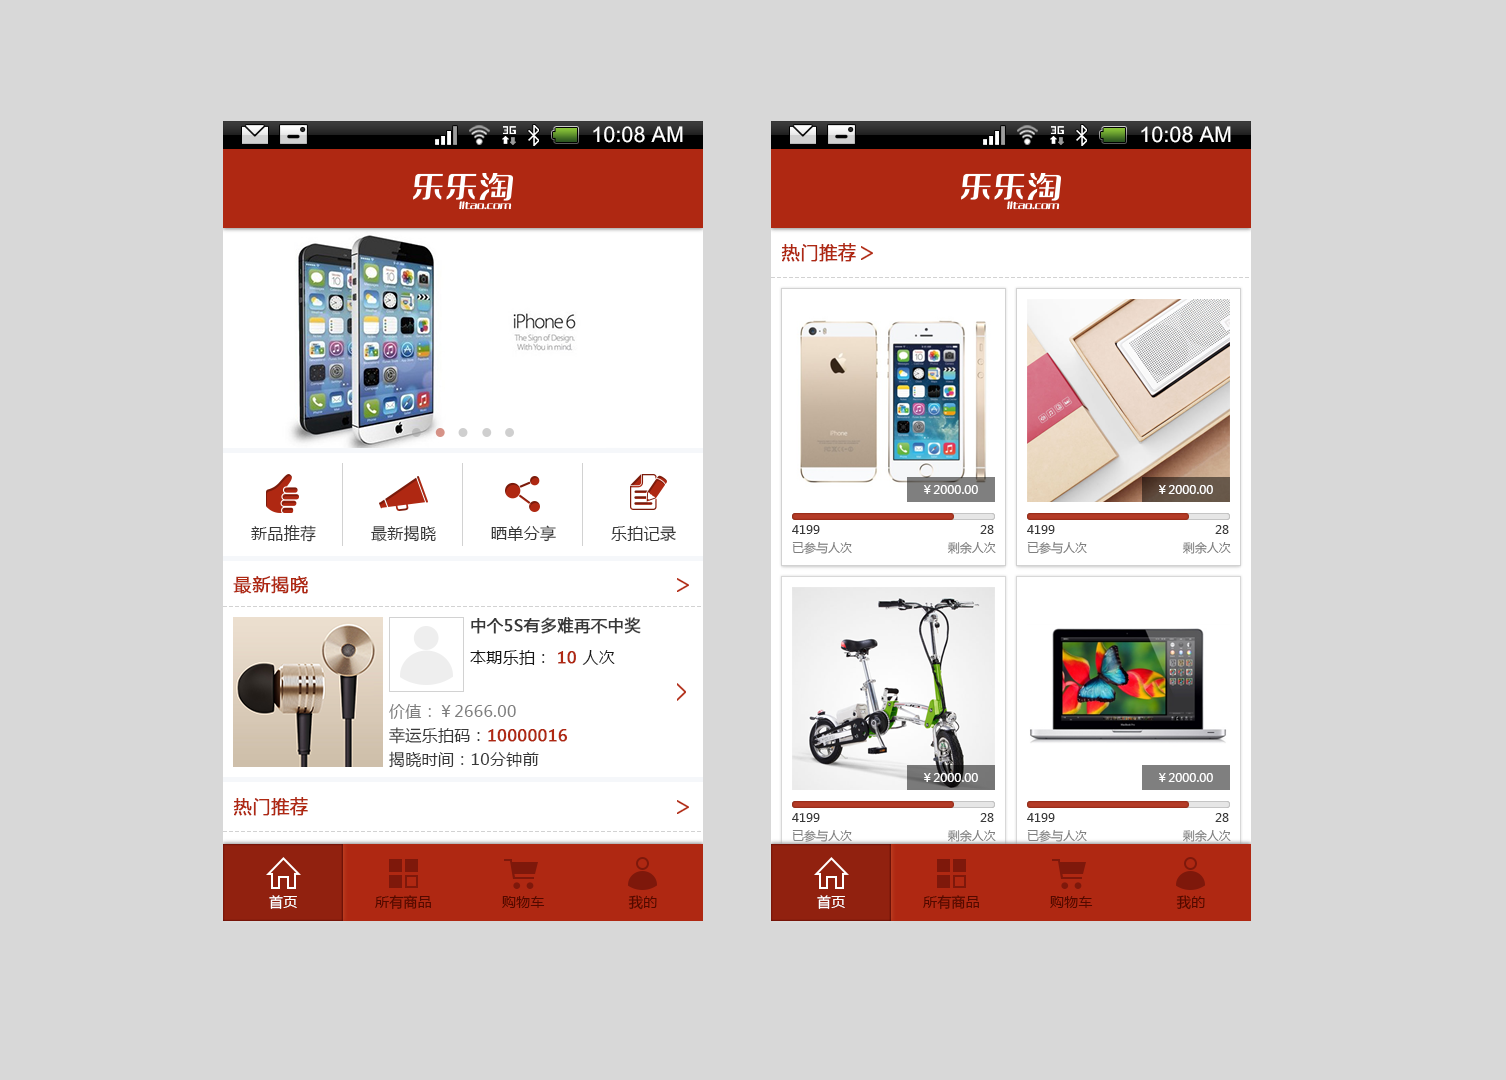 3G
10:08 AM
乐乐淘
lltao.com
iPhone 6
The Sign of Design.
With You in mind.
新品推荐
最新揭晓
晒单分享
乐拍记录
最新揭晓 >
中个5S有多难再不中奖
本期乐拍： 10 人次
价值：￥2666.00
幸运乐拍码：10000016
揭晓时间：10分钟前
热门推荐 >
首页
所有商品
购物车
我的
3G
10:08 AM
乐乐淘
lltao.com
热门推荐 >
iPhone
￥2000.00
4199 28
已参与人次 剩余人次
￥2000.00
4199 28
已参与人次 剩余人次
￥2000.00
4199 28
已参与人次 剩余人次
￥2000.00
4199 28
已参与人次 剩余人次
首页
所有商品
购物车
我的